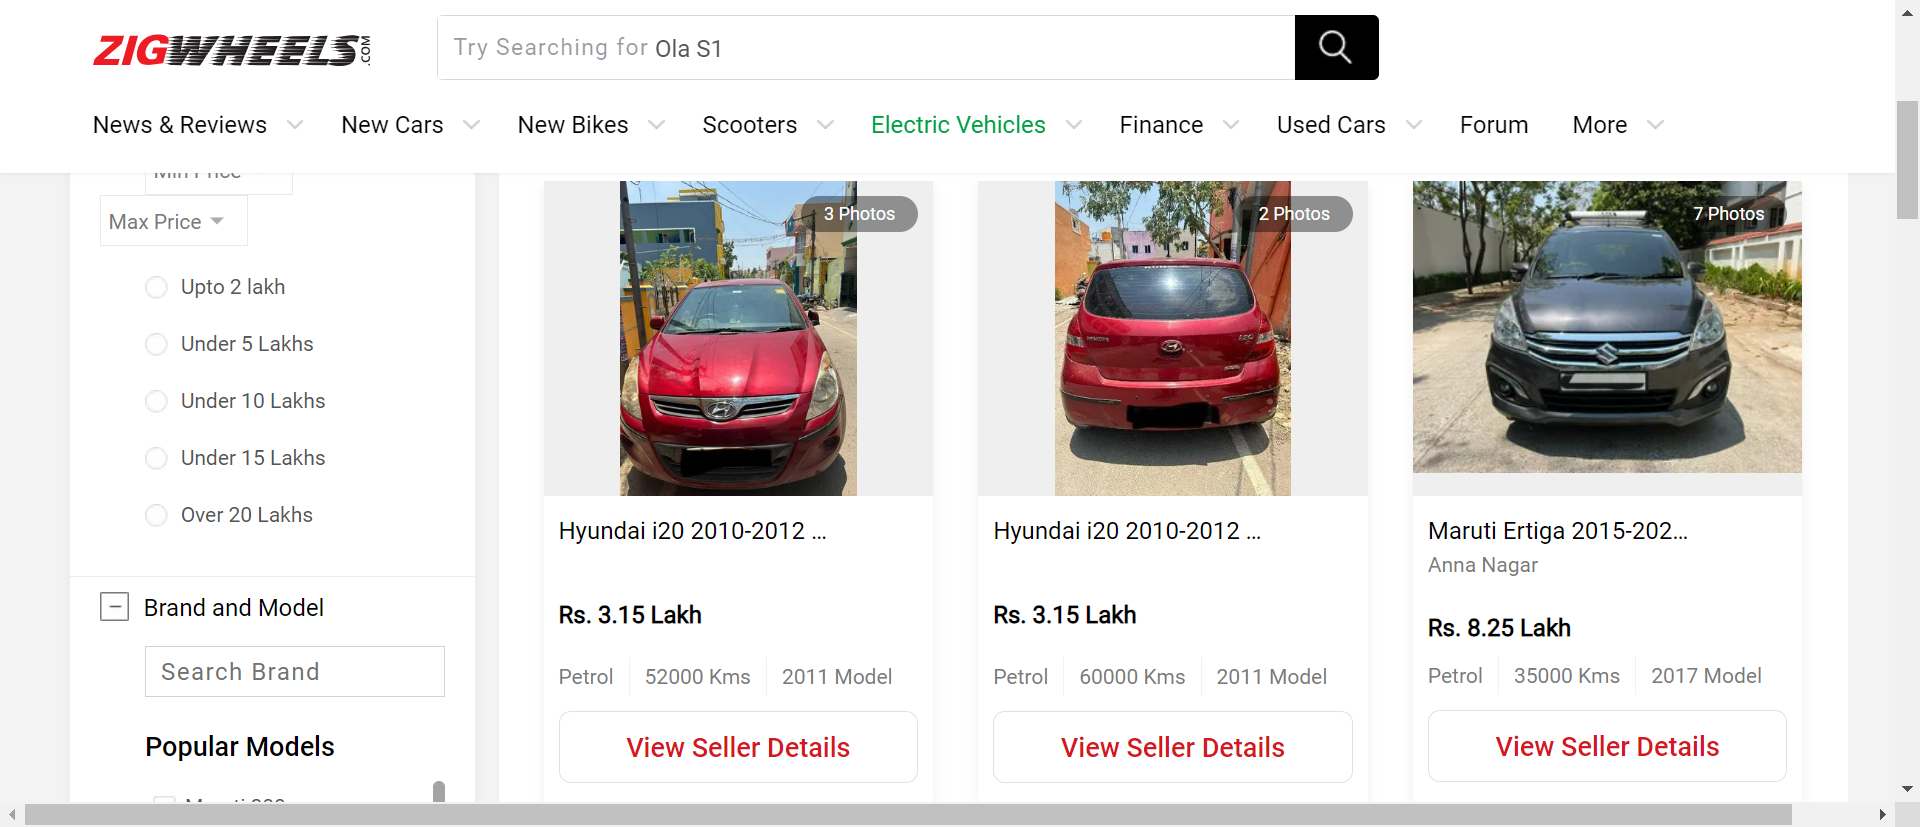 ZIGWHEELS.COM
Try Searching for Ola S1
News & Reviews
New Cars
New Bikes
Scooters
Electric Vehicles
Finance
Used Cars
Forum
More
Min Price
Max Price
Upto 2 lakh
Under 5 Lakhs
Under 10 Lakhs
Under 15 Lakhs
Over 20 Lakhs
Brand and Model
Search Brand
Popular Models
3 Photos
Hyundai i20 2010-2012 ...
Rs. 3.15 Lakh
Petrol
52000 Kms
2011 Model
View Seller Details
2 Photos
Hyundai i20 2010-2012 ...
Rs. 3.15 Lakh
Petrol
60000 Kms
2011 Model
View Seller Details
7 Photos
Maruti Ertiga 2015-202...
Anna Nagar
Rs. 8.25 Lakh
Petrol
35000 Kms
2017 Model
View Seller Details